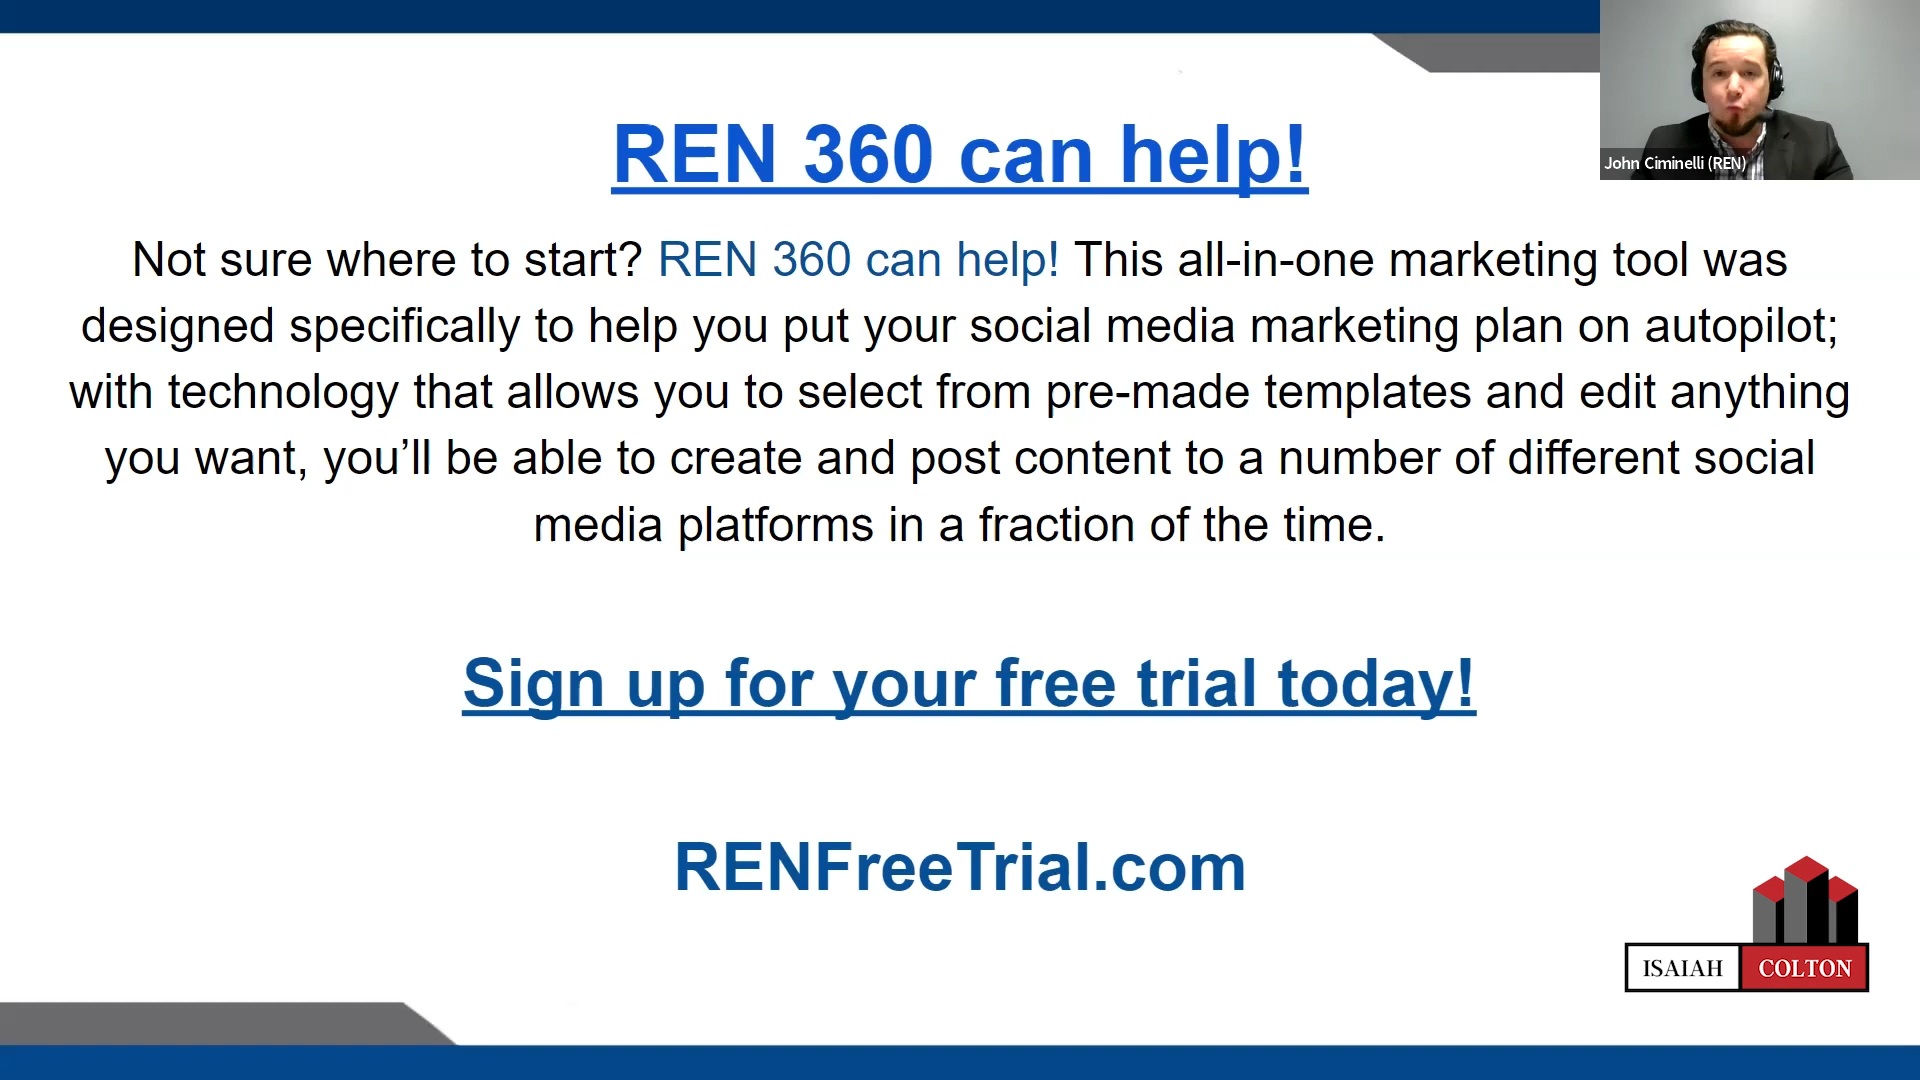 REN 360 can help!
John Ciminelli (REN)
Not sure where to start? REN 360 can help! This all-in-one marketing tool was
designed specifically to help you put your social media marketing plan on autopilot;
with technology that allows you to select from pre-made templates and edit anything
you want, you’ll be able to create and post content to a number of different social
media platforms in a fraction of the time.
Sign up for your free trial today!
RENFreeTrial.com
ISAIAH COLTON